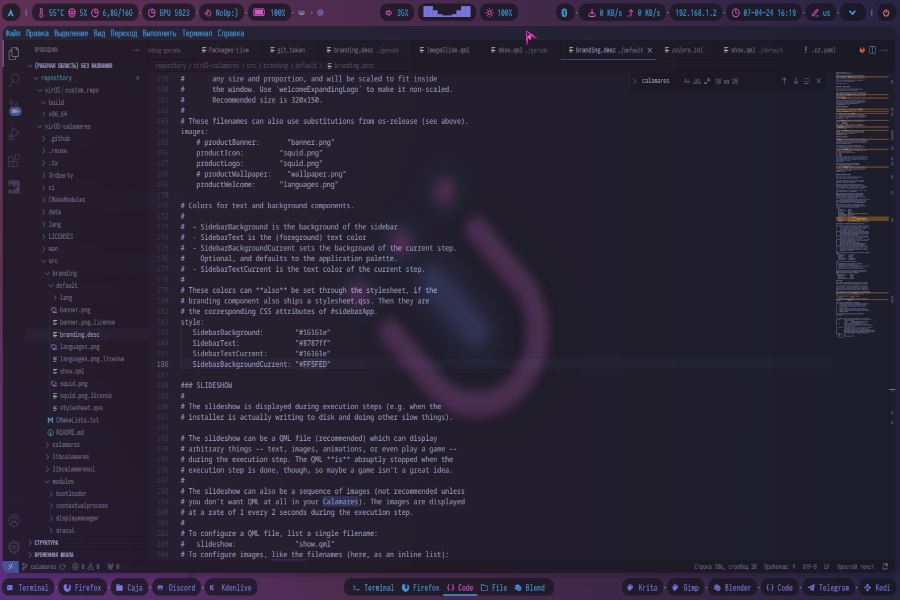 55°C 5% 6,8G/16G GPU 5923 NoUp:) 100% 35% 100% 0 KB/s 0 KB/s 192.168.1.2 07-04-24 16:19 us
Файл Правка Выделение Вид Переход Выполнить Терминал Справка
ПРОВОДНИК
Packages-live git_token branding.desc ImageSlide.qml show.qml branding.desc ../default colors.ini show.qml ../default .cz.yaml
repository > virOS-calamares > src > branding > default > branding.desc
(РАБОЧАЯ ОБЛАСТЬ) БЕЗ НАЗВАНИЯ
repository
virOS/custom_repo
build
x86_64
virOS-calamares
.github
.reuse
.tx
3rdparty
ci
CMakeModules
data
lang
LICENSES
man
src
branding
default
lang
banner.png
banner.png.license
branding.desc
languages.png
languages.png.license
show.qml
squid.png
squid.png.license
stylesheet.qss
CMakeLists.txt
README.md
calamares
libcalamares
libcalamaresui
modules
bootloader
contextualprocess
displaymanager
dracut
СТРУКТУРА
ВРЕМЕННАЯ ШКАЛА
calamares
#       any size and proportion, and will be scaled to fit inside
#       the window. Use `welcomeExpandingLogo` to make it non-scaled.
#       Recommended size is 320x150.
#
# These filenames can also use substitutions from os-release (see above).
images:
# productBanner:       "banner.png"
productIcon:         "squid.png"
productLogo:         "squid.png"
# productWallpaper:    "wallpaper.png"
productWelcome:      "languages.png"
# Colors for text and background components.
#
#  - SidebarBackground is the background of the sidebar
#  - SidebarText is the (foreground) text color
#  - SidebarBackgroundCurrent sets the background of the current step.
#    Optional, and defaults to the application palette.
#  - SidebarTextCurrent is the text color of the current step.
#
# These colors can **also** be set through the stylesheet, if the
# branding component also ships a stylesheet.qss. Then they are
# the corresponding CSS attributes of #sidebarApp.
style:
SidebarBackground:        "#16161e"
SidebarText:              "#8787ff"
SidebarTextCurrent:       "#16161e"
186 SidebarBackgroundCurrent: "#FF5FED"
### SLIDESHOW
#
# The slideshow is displayed during execution steps (e.g. when the
# installer is actually writing to disk and doing other slow things).
# The slideshow can be a QML file (recommended) which can display
# arbitrary things -- text, images, animations, or even play a game --
# during the execution step. The QML **is** abruptly stopped when the
# execution step is done, though, so maybe a game isn't a great idea.
#
# The slideshow can also be a sequence of images (not recommended unless
# you don't want QML at all in your Calamares). The images are displayed
# at a rate of 1 every 2 seconds during the execution step.
#
# To configure a QML file, list a single filename:
#   slideshow:               "show.qml"
# To configure images, like the filenames (here, as an inline list):
calamares 0 0 0 Строка 186, столбец 38 Пробелов: 4 UTF-8 LF Простой текст
Terminal Firefox Caja Discord Kdenlive Terminal Firefox Code File Blend Krita Gimp Blender Code Telegram Kodi